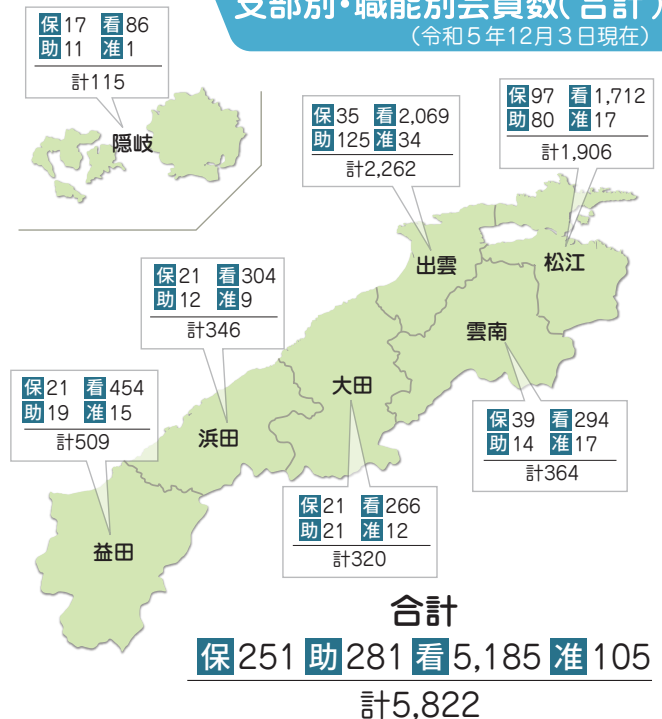 支部別・職能別会員数(合計)
(令和5年12月3日現在)
保17 看86
助11 准1
計115
隠岐
保35 看2,069
助125 准34
計2,262
出雲
保97 看1,712
助80 准17
計1,906
松江
保21 看304
助12 准9
計346
浜田
雲南
保39 看294
助14 准17
計364
大田
保21 看266
助21 准12
計320
保21 看454
助19 准15
計509
益田
合計
保251 助281 看5,185 准105
計5,822